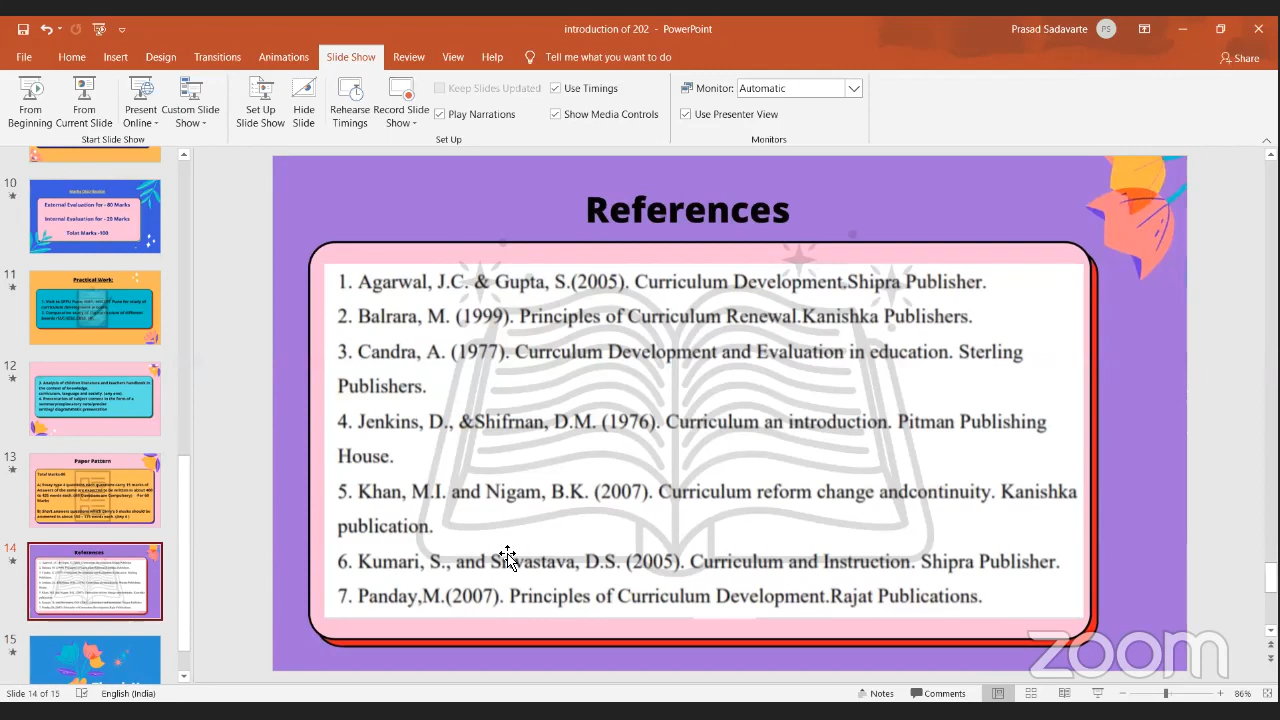 introduction of 202 - PowerPoint
Prasad Sadavarte
PS
File Home Insert Design Transitions Animations Slide Show Review View Help Tell me what you want to do
Share
From Beginning
From Current Slide
Present Online
Custom Slide Show
Set Up Slide Show
Hide Slide
Rehearse Timings
Record Slide Show
Keep Slides Updated
Play Narrations
Use Timings
Show Media Controls
Monitor: Automatic
Use Presenter View
Start Slide Show
Set Up
Monitors
10
External Evaluation for - 80 Marks
Internal Evaluation for - 20 Marks
Total Marks -100
11
Practical Work:
12
13
Paper Pattern
14
References
15
References
1. Agarwal, J.C. & Gupta, S.(2005). Curriculum Development.Shipra Publisher.
2. Balrara, M. (1999). Principles of Curriculum Renewal.Kanishka Publishers.
3. Candra, A. (1977). Currculum Development and Evaluation in education. Sterling
Publishers.
4. Jenkins, D., &Shifrnan, D.M. (1976). Curriculum an introduction. Pitman Publishing
House.
5. Khan, M.I. and Nigam, B.K. (2007). Curriculum reform change andcontinuity. Kanishka
publication.
6. Kumari, S., and Srivastava, D.S. (2005). Curriculum and Instruction. Shipra Publisher.
7. Panday,M.(2007). Principles of Curriculum Development.Rajat Publications.
zoom
Slide 14 of 15
English (India)
Notes
Comments
86%